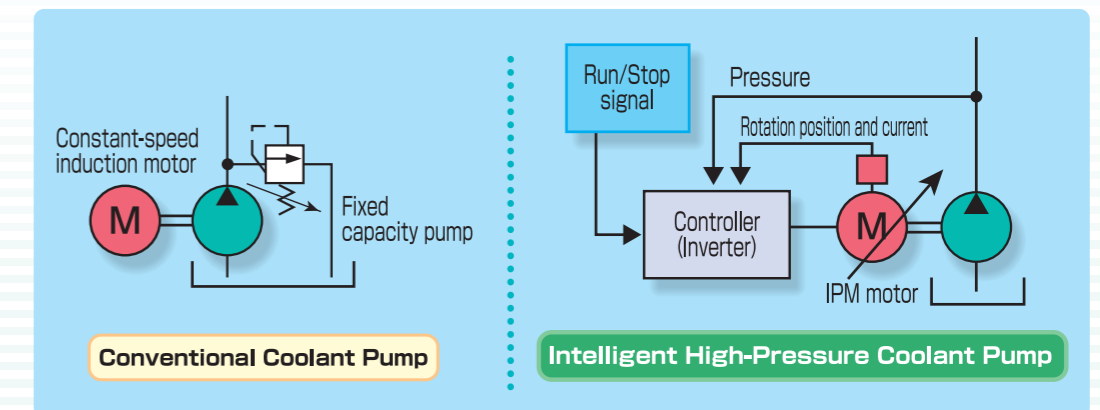 Constant-speed
induction motor
M
Fixed
capacity pump
Conventional Coolant Pump
Run/Stop
signal
Pressure
Rotation position and current
Controller
(Inverter)
M
IPM motor
Intelligent High-Pressure Coolant Pump